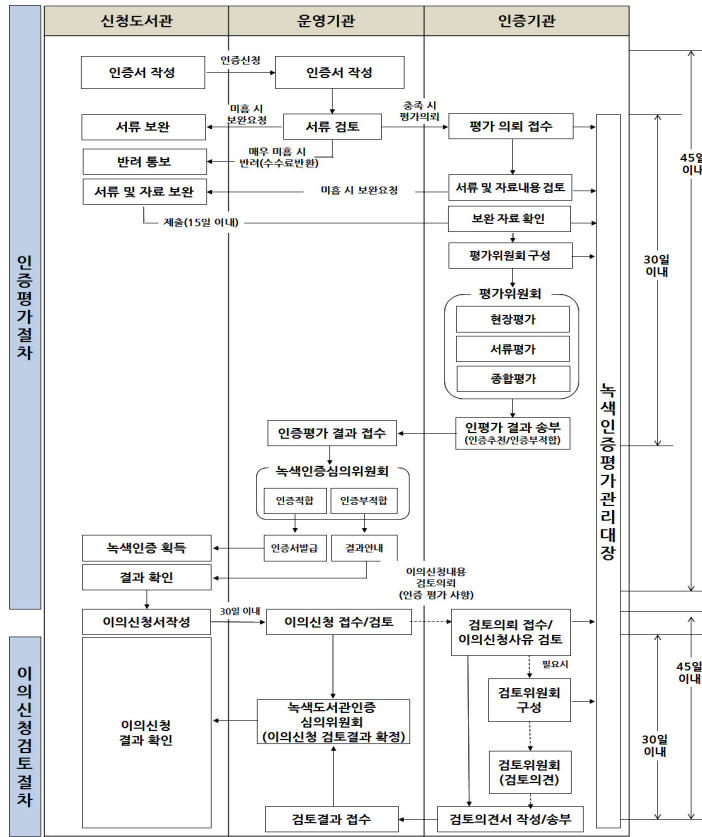 신청도서관
운영기관
인증기관
인증평가절차
인증서 작성
인증신청
인증서 작성
45일
이내
서류 보완
미흡 시
보완요청
서류 검토
충족 시
평가의뢰
평가 의뢰 접수
반려 통보
매우 미흡 시
반려(수수료반환)
서류 및 자료 보완
미흡 시 보완요청
서류 및 자료내용 검토
제출(15일 이내)
보완 자료 확인
평가위원회 구성
30일
이내
평가위원회
현장평가
서류평가
종합평가
녹색인증평가관리대장
인증평가 결과 접수
인평가 결과 송부
(인증추천/인증부적합)
녹색인증심의위원회
인증적합
인증부적합
녹색인증 획득
인증서발급
결과안내
결과 확인
이의신청내용
검토의뢰
(인증 평가 사항)
이의신청검토절차
이의신청서작성
30일 이내
이의신청 접수/검토
검토의뢰 접수/
이의신청사유 검토
45일
이내
필요시
검토위원회
구성
이의신청
결과 확인
녹색도서관인증
심의위원회
(이의신청 검토결과 확정)
30일
이내
검토위원회
(검토의견)
검토결과 접수
검토의견서 작성/송부